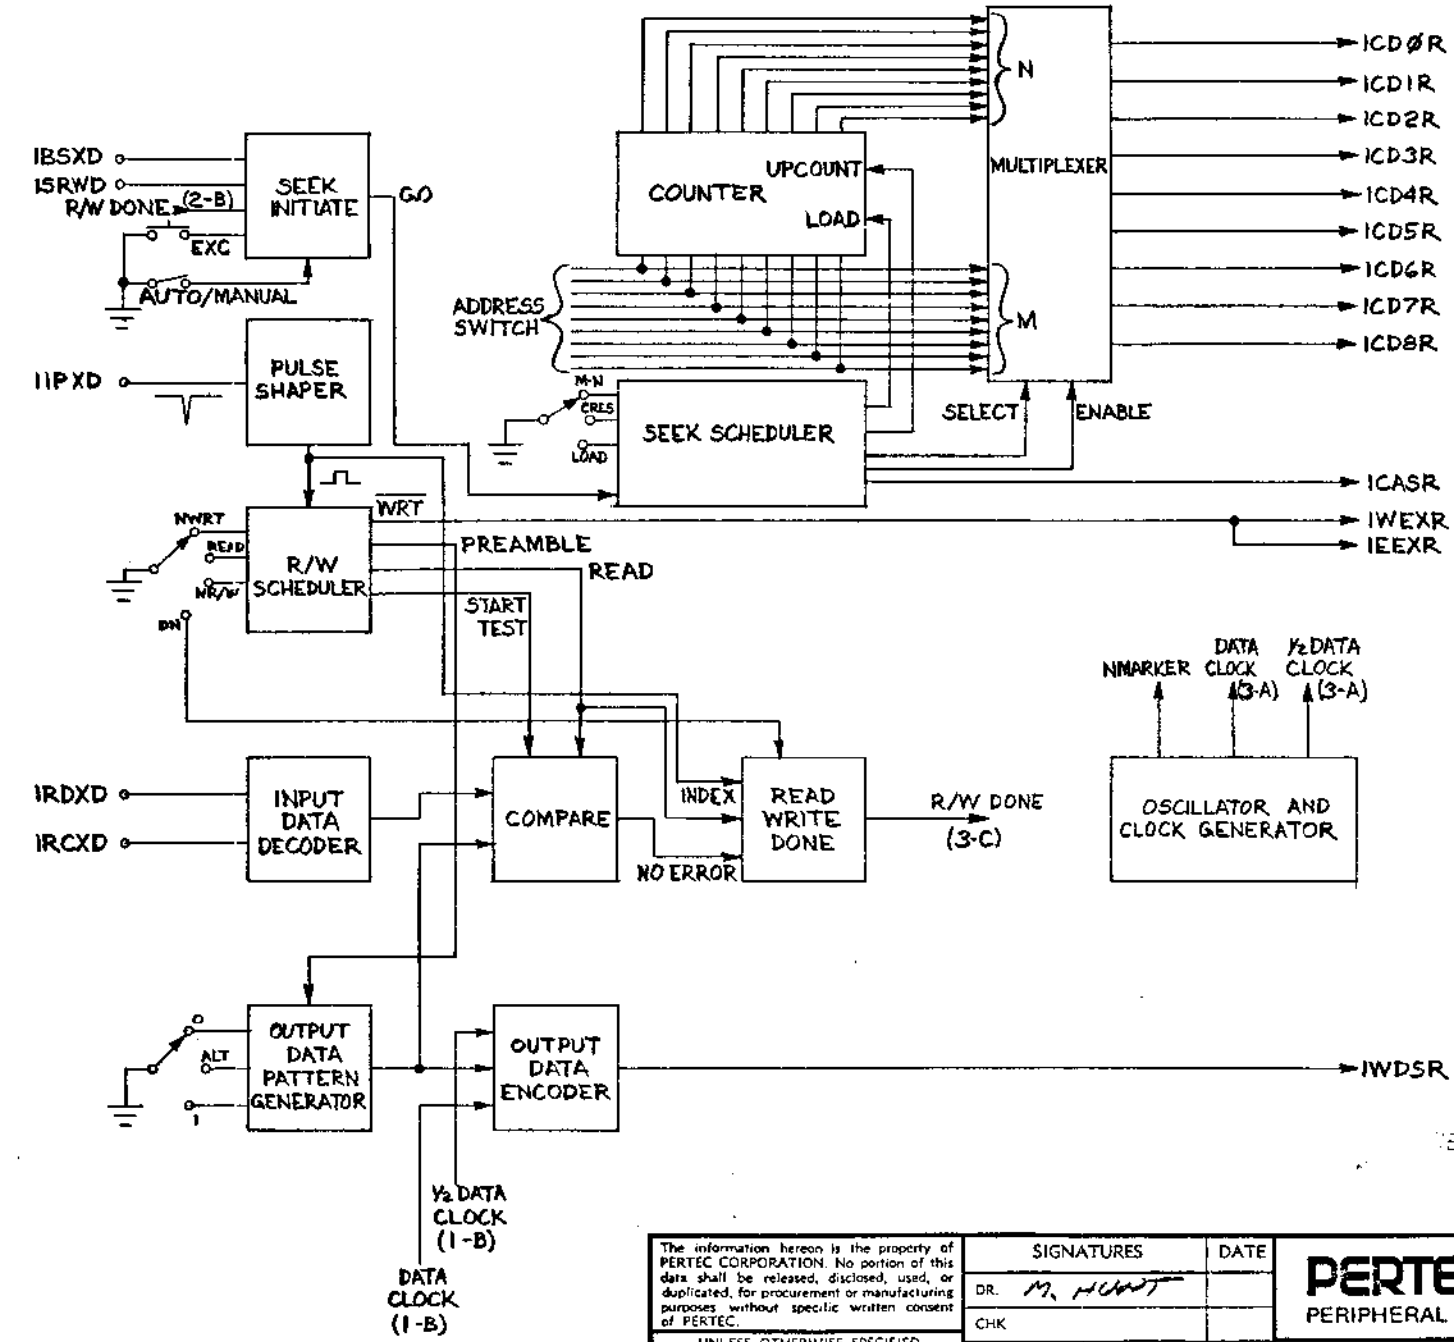 ICDØR
N
ICD1R
ICD2R
IBSXD
UPCOUNT
MULTIPLEXER
ICD3R
ISRWD
SEEK
INITIATE
GO
COUNTER
ICD4R
R/W DONE (2-B)
LOAD
ICD5R
EXC
ICD6R
AUTO/MANUAL
ADDRESS
SWITCH
M
ICD7R
ICD8R
PULSE
SHAPER
IIPXD
M-N
CRES
LOAD
SEEK SCHEDULER
SELECT
ENABLE
ICASR
WRT
IWEXR
IEEXR
NWRT
READ
NR/W
DN
R/W
SCHEDULER
PREAMBLE
READ
START
TEST
NMARKER
DATA
CLOCK
(3-A)
½ DATA
CLOCK
(3-A)
IRDXD
IRCXD
INPUT
DATA
DECODER
COMPARE
INDEX
NO ERROR
READ
WRITE
DONE
R/W DONE
(3-C)
OSCILLATOR AND
CLOCK GENERATOR
O
ALT
1
OUTPUT
DATA
PATTERN
GENERATOR
OUTPUT
DATA
ENCODER
IWDSR
½ DATA
CLOCK
(1-B)
DATA
CLOCK
(1-B)
The information hereon is the property of
PERTEC CORPORATION. No portion of this
data shall be released, disclosed, used, or
duplicated, for procurement or manufacturing
purposes without specific written consent
of PERTEC.
UNLESS OTHERWISE SPECIFIED
SIGNATURES
DATE
DR. M. HUNT
CHK
PERTE
PERIPHERAL